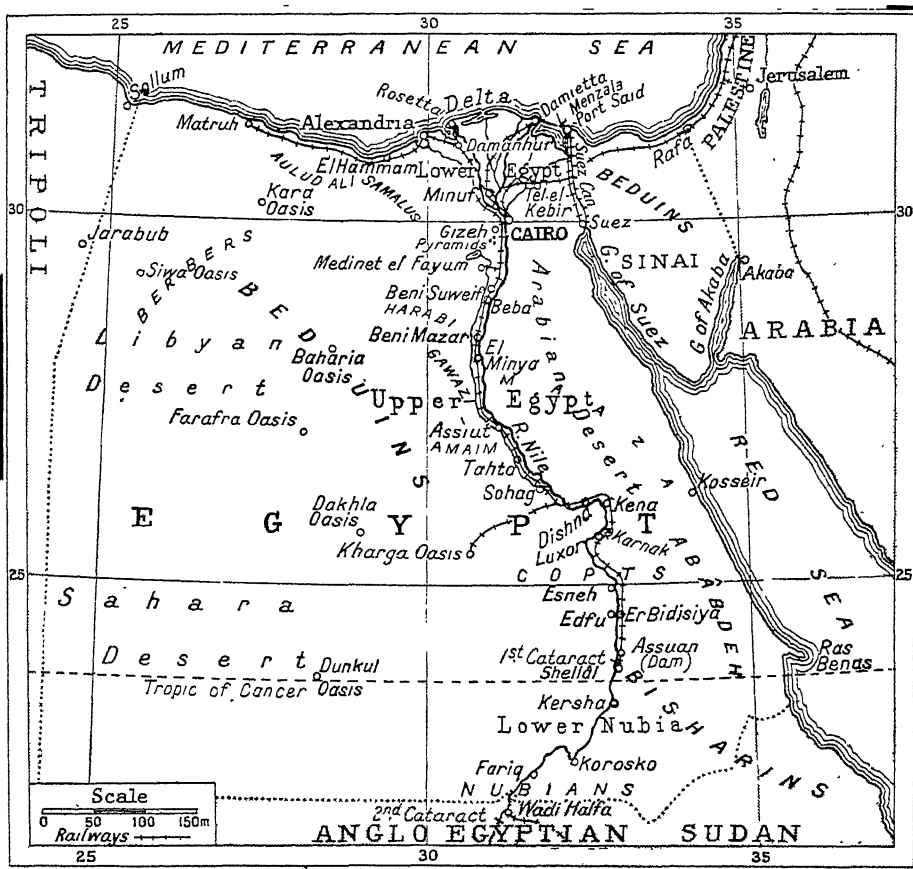 25
30
35
MEDITERRANEAN SEA
TRIPOLI
Sollum
Matruh
Alexandria
Rosetta
Delta
Damietta
Menzala
Port Said
PALESTINE
Jerusalem
Rafa
Damanhur
El Hammam
Lower Egypt
Suez Can.
AULUD ALI
SAMALUS
Minuf
Tel-el-
Kebir
BEDUINS
Kara
Oasis
30
30
Jarabub
Gizeh
Pyramids
CAIRO
Suez
SINAI
Akaba
BERBERS
Siwa Oasis
Medinet el Fayum
G. of Suez
G of Akaba
BEDUINS
Beni Suweif
Beba
HARABI
Arabian Desert
ARABIA
Libyan
Desert
Baharia
Oasis
Beni Mazar
El
Minya
GAWAZI
Upper Egypt
MAAZA
Farafra Oasis
Assiut
AMAIM
R. Nile
Tahta
Sohag
RED SEA
Kosseir
Dakhla
Oasis
EGYPT
Kharga Oasis
Dishna
Kena
Luxor
Karnak
ABABDEH
25
25
COPTS
Esneh
Edfu
Er Bidjsiya
Sahara
Desert
1st Cataract
Shellal
Assuan
(Dam)
Ras
Benas
Tropic of Cancer
Dunkul
Oasis
Kersha
Lower Nubia
BISHARINS
Fariq
Korosko
NUBIANS
2nd Cataract
Wadi Halfa
ANGLO EGYPTIAN SUDAN
Scale
0 50 100 150m
Railways
25
30
35